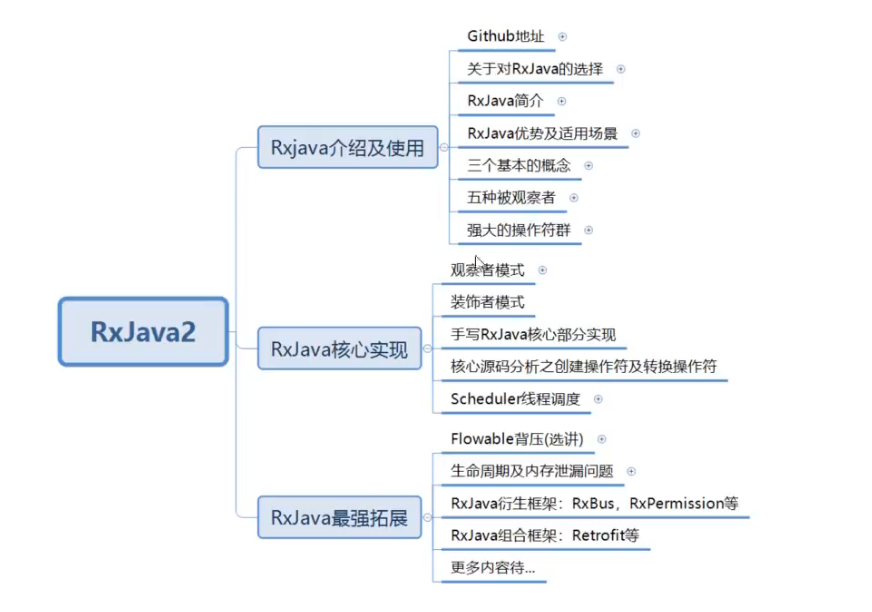 RxJava2
Rxjava介绍及使用
Github地址
关于对RxJava的选择
RxJava简介
RxJava优势及适用场景
三个基本的概念
五种被观察者
强大的操作符群
RxJava核心实现
观察者模式
装饰者模式
手写RxJava核心部分实现
核心源码分析之创建操作符及转换操作符
Scheduler线程调度
RxJava最强拓展
Flowable背压(选讲)
生命周期及内存泄漏问题
RxJava衍生框架：RxBus，RxPermission等
RxJava组合框架：Retrofit等
更多内容待...